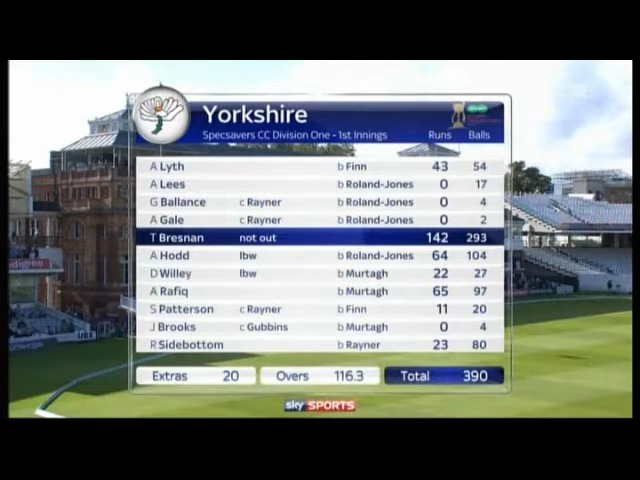 Yorkshire
Specsavers CC Division One - 1st Innings Runs Balls
A Lyth b Finn 43 54
A Lees b Roland-Jones 0 17
G Ballance c Rayner b Roland-Jones 0 4
A Gale c Rayner b Roland-Jones 0 2
T Bresnan not out 142 293
A Hodd lbw b Roland-Jones 64 104
D Willey lbw b Murtagh 22 27
A Rafiq b Murtagh 65 97
S Patterson c Rayner b Finn 11 20
J Brooks c Gubbins b Murtagh 0 4
R Sidebottom b Rayner 23 80
Extras 20 Overs 116.3 Total 390
sky SPORTS